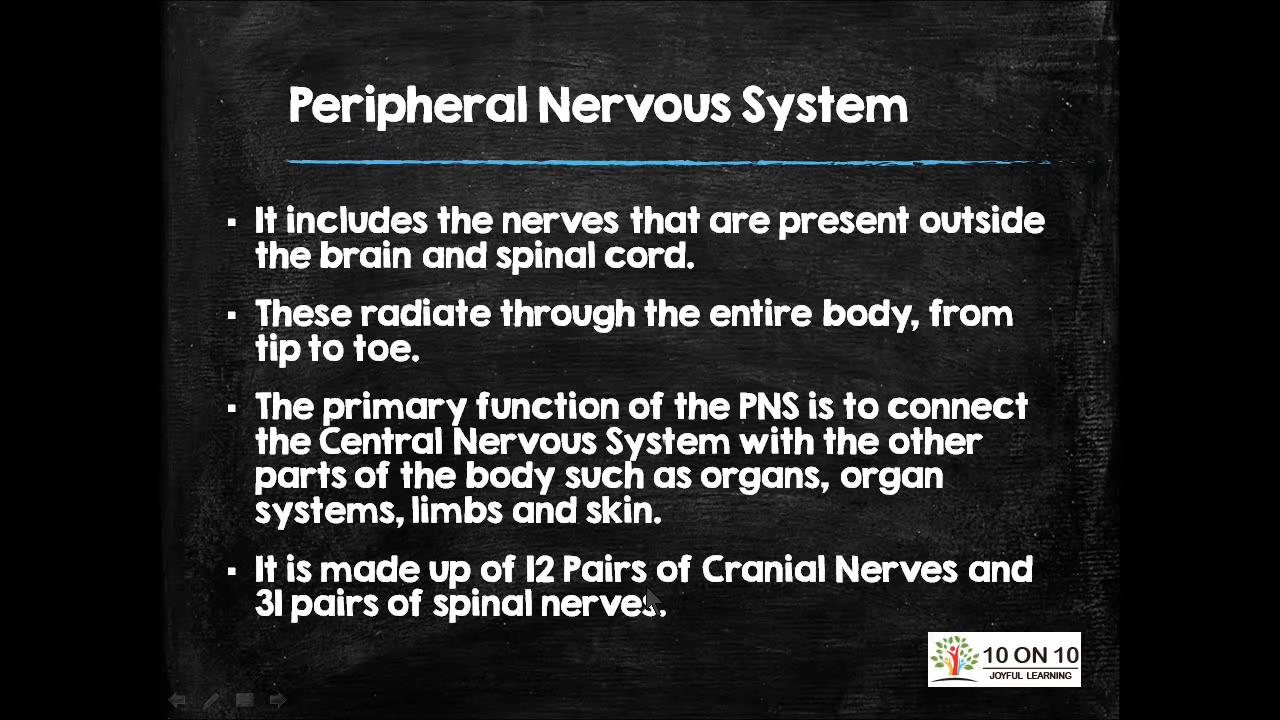 Peripheral Nervous System
▪ It includes the nerves that are present outside
the brain and spinal cord.
▪ These radiate through the entire body, from
tip to toe.
▪ The primary function of the PNS is to connect
the Central Nervous System with the other
parts of the body such as organs, organ
systems, limbs and skin.
▪ It is made up of 12 Pairs of Cranial Nerves and
31 pairs of spinal nerves.
10 ON 10
JOYFUL LEARNING